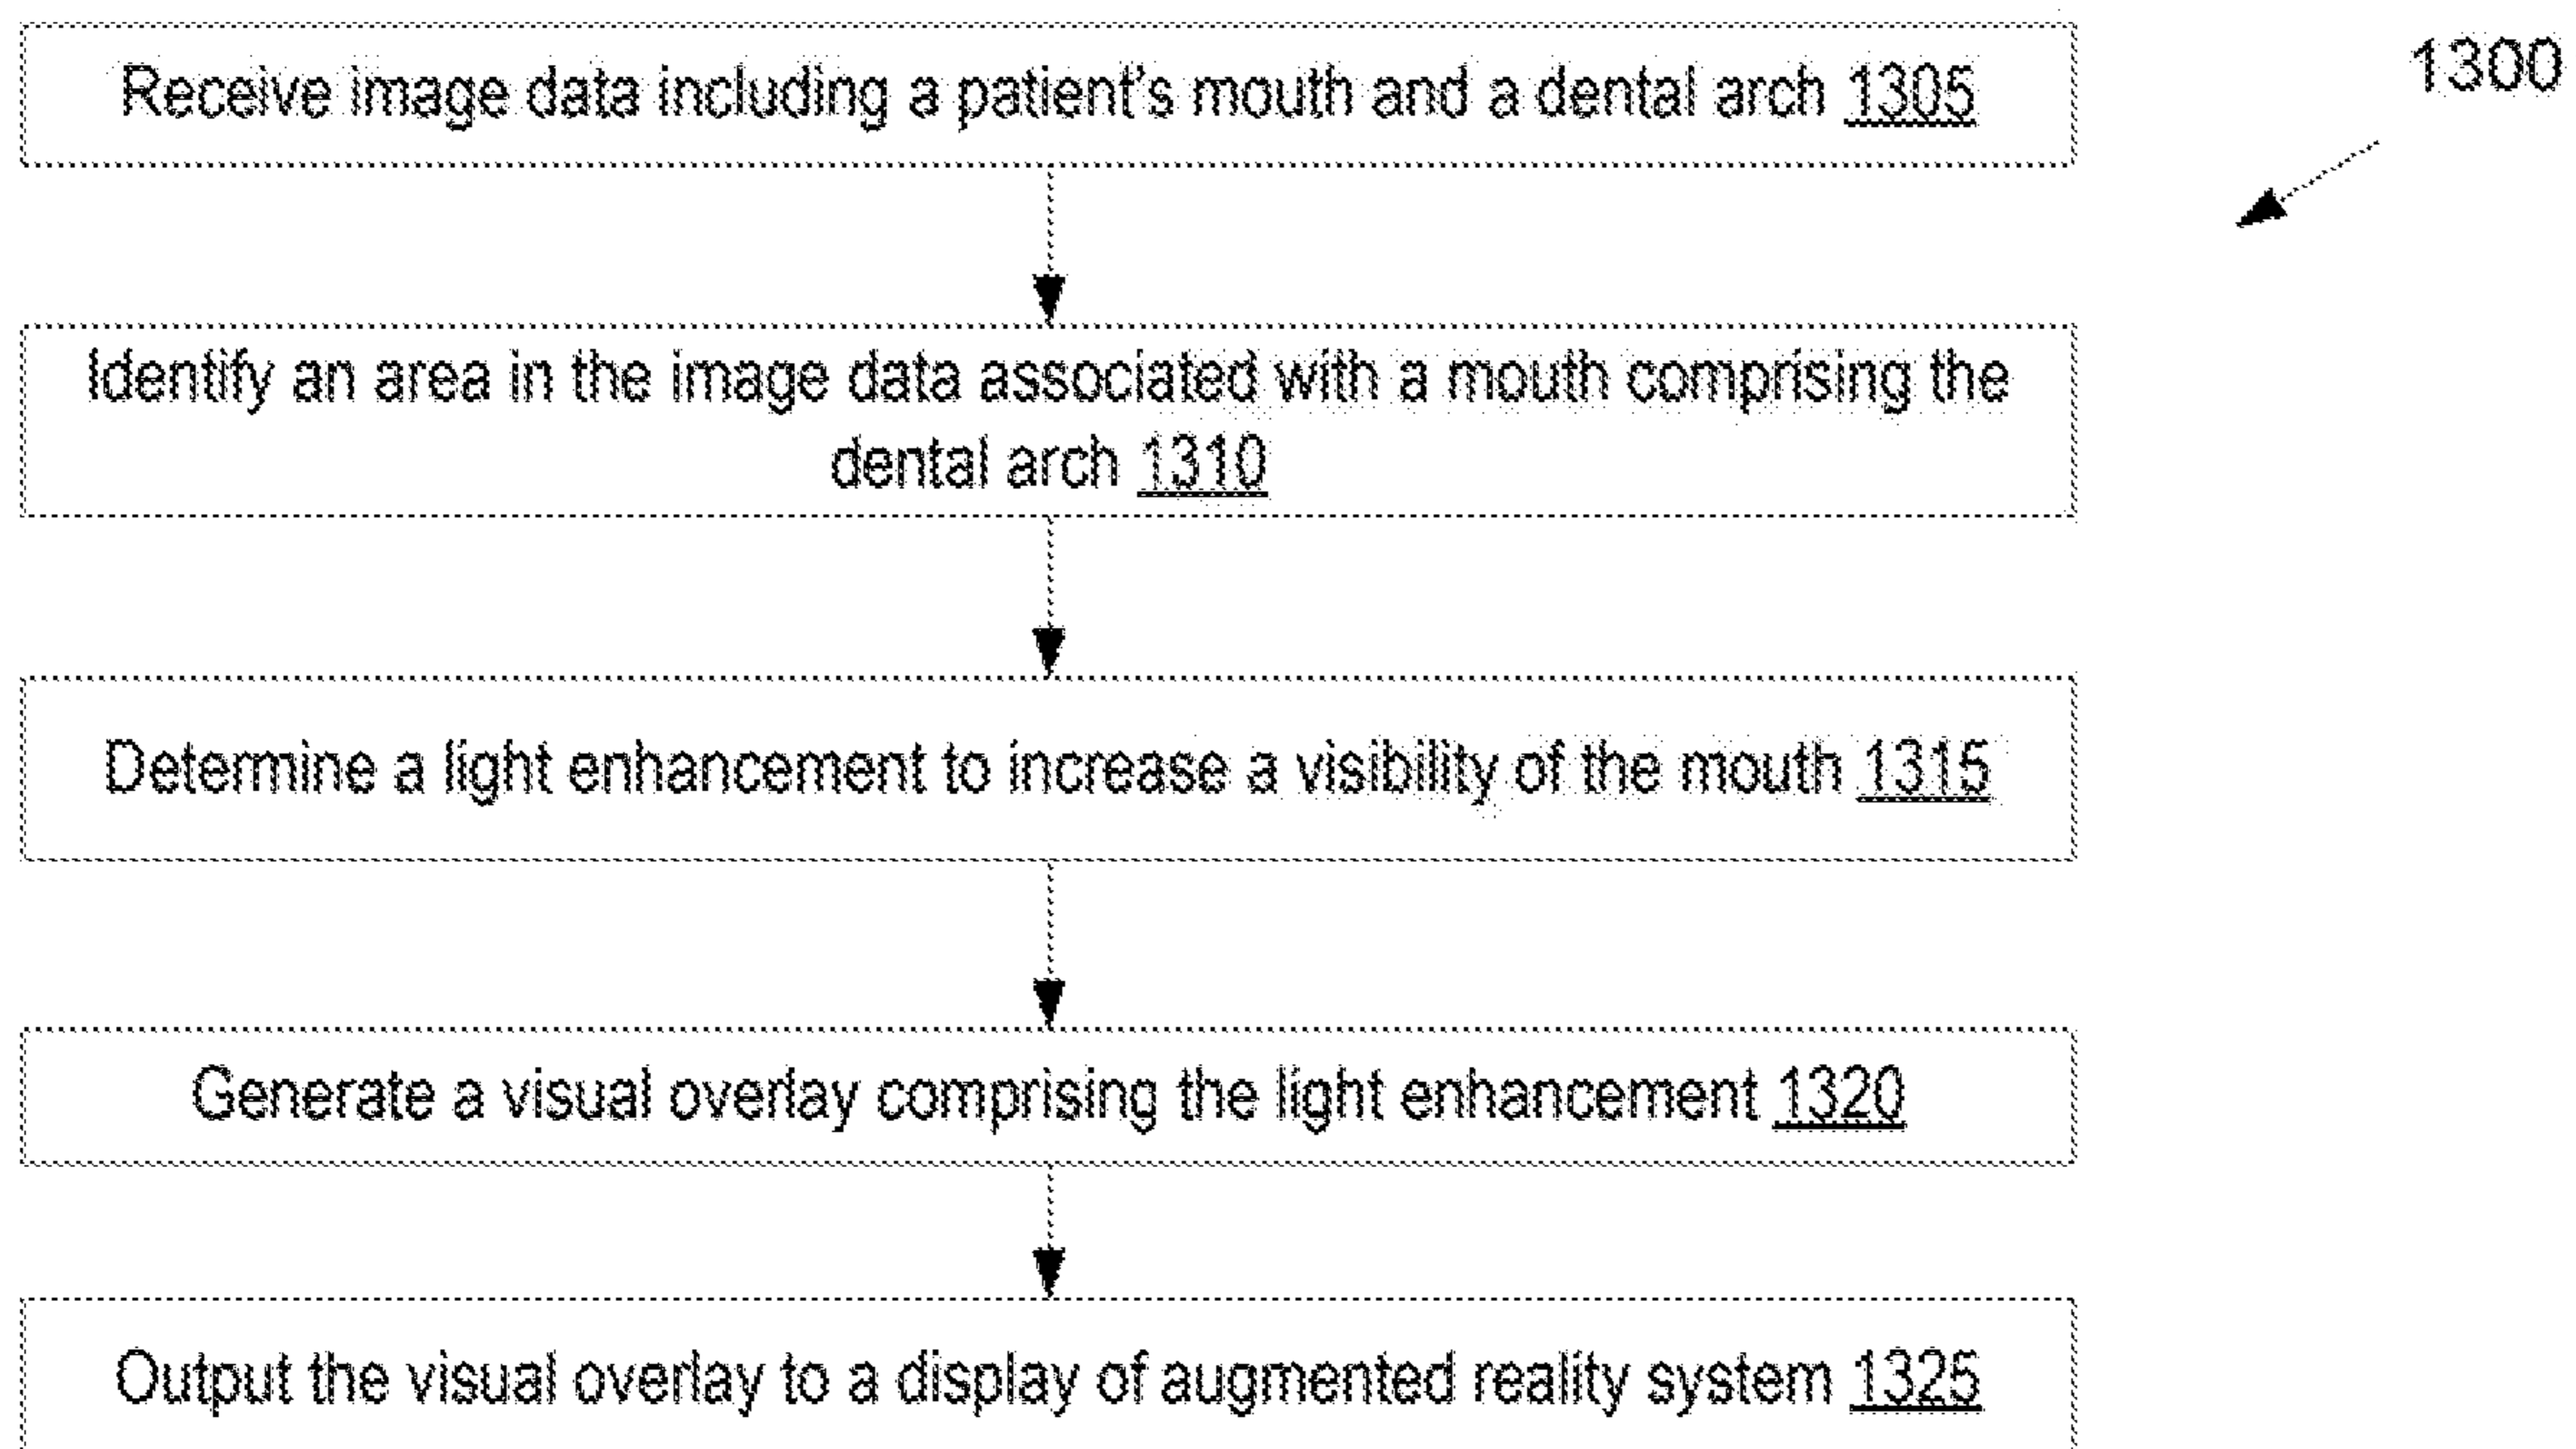 Receive image data including a patient's mouth and a dental arch 1305
1300
Identify an area in the image data associated with a mouth comprising the
dental arch 1310
Determine a light enhancement to increase a visibility of the mouth 1315
Generate a visual overlay comprising the light enhancement 1320
Output the visual overlay to a display of augmented reality system 1325